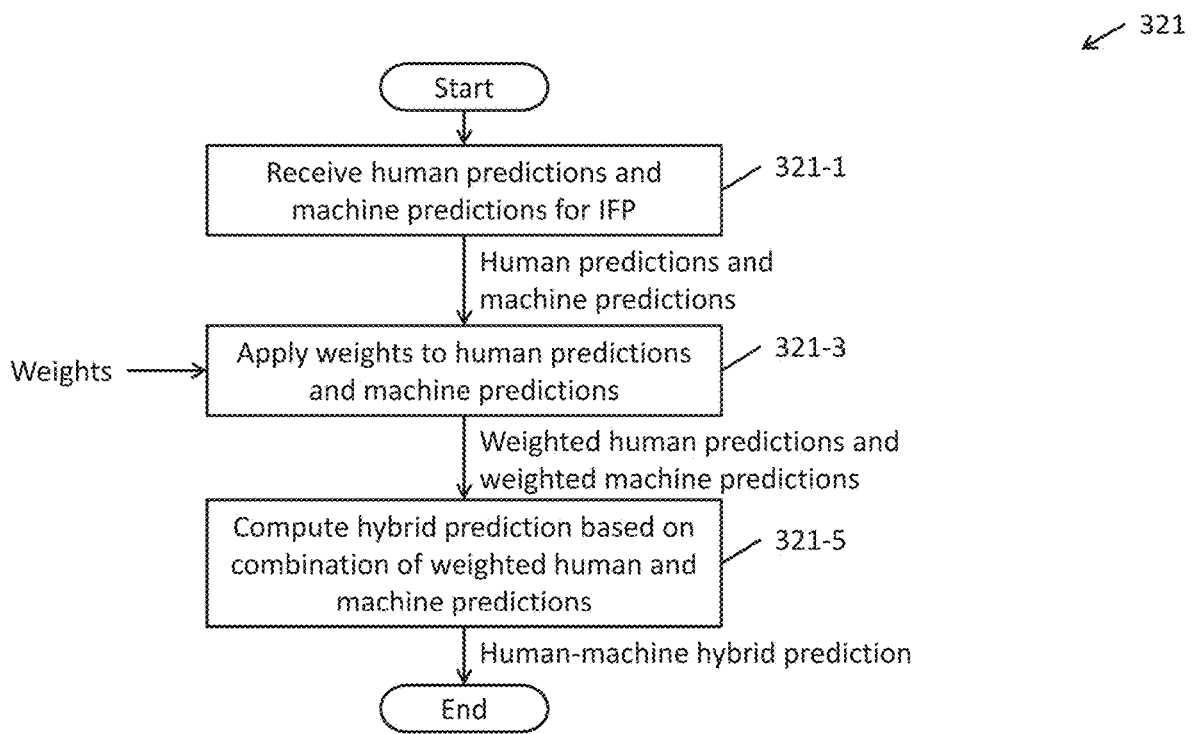 321
Start
Receive human predictions and
machine predictions for IFP
321-1
Human predictions and
machine predictions
Weights
Apply weights to human predictions
and machine predictions
321-3
Weighted human predictions and
weighted machine predictions
Compute hybrid prediction based on
combination of weighted human and
machine predictions
321-5
Human-machine hybrid prediction
End